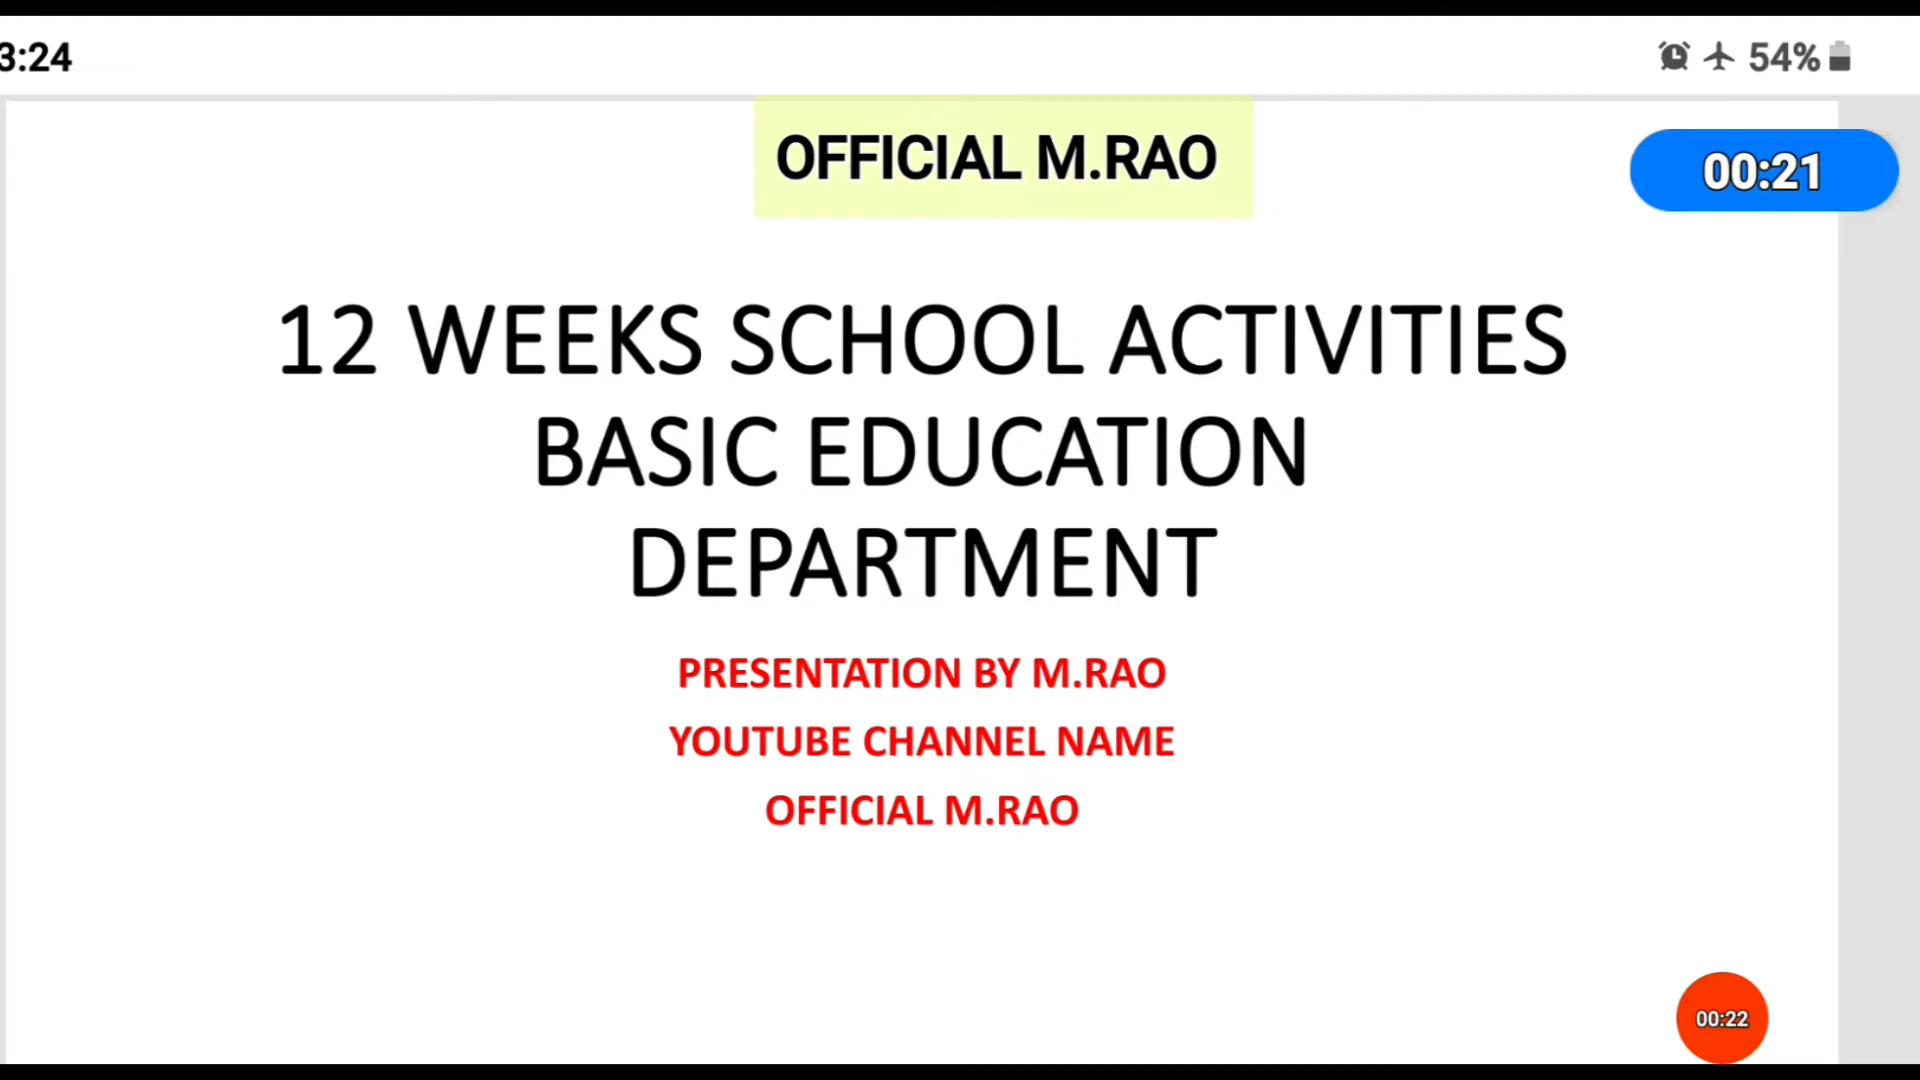 3:24
54%
OFFICIAL M.RAO
00:21
12 WEEKS SCHOOL ACTIVITIES
BASIC EDUCATION
DEPARTMENT
PRESENTATION BY M.RAO
YOUTUBE CHANNEL NAME
OFFICIAL M.RAO
00:22